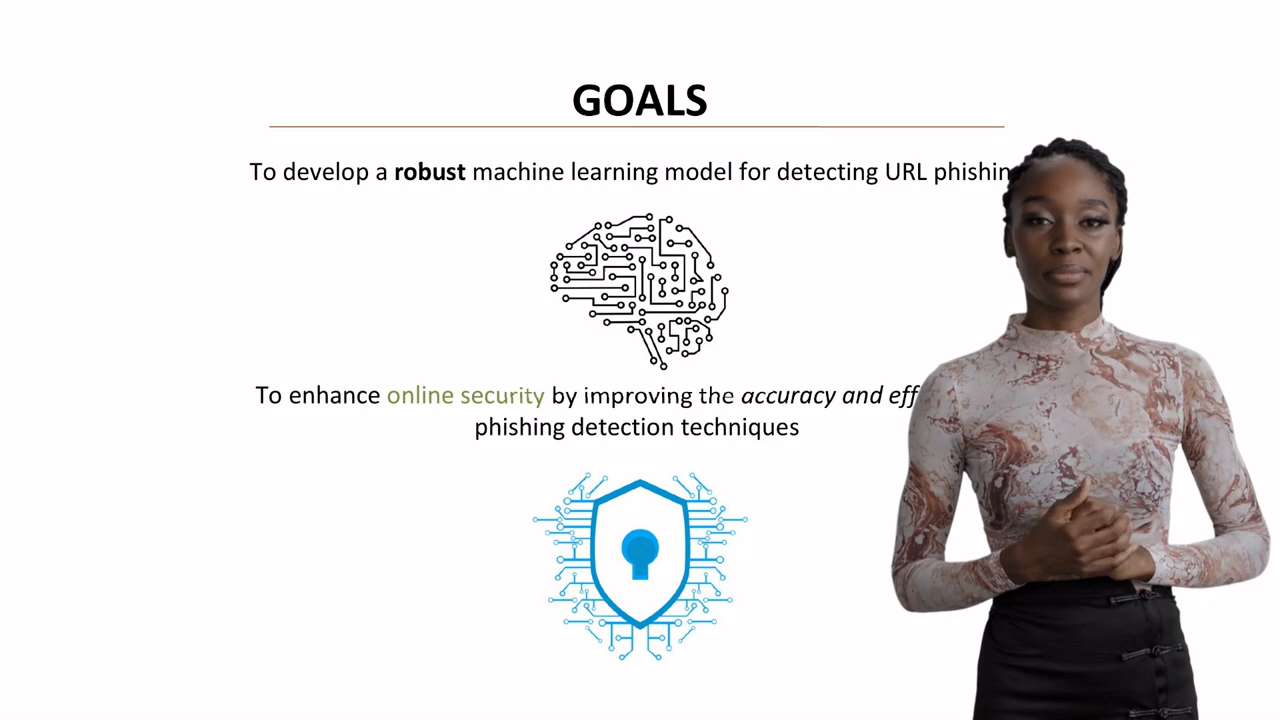 GOALS
To develop a robust machine learning model for detecting URL phishin
To enhance online security by improving the accuracy and eff
phishing detection techniques